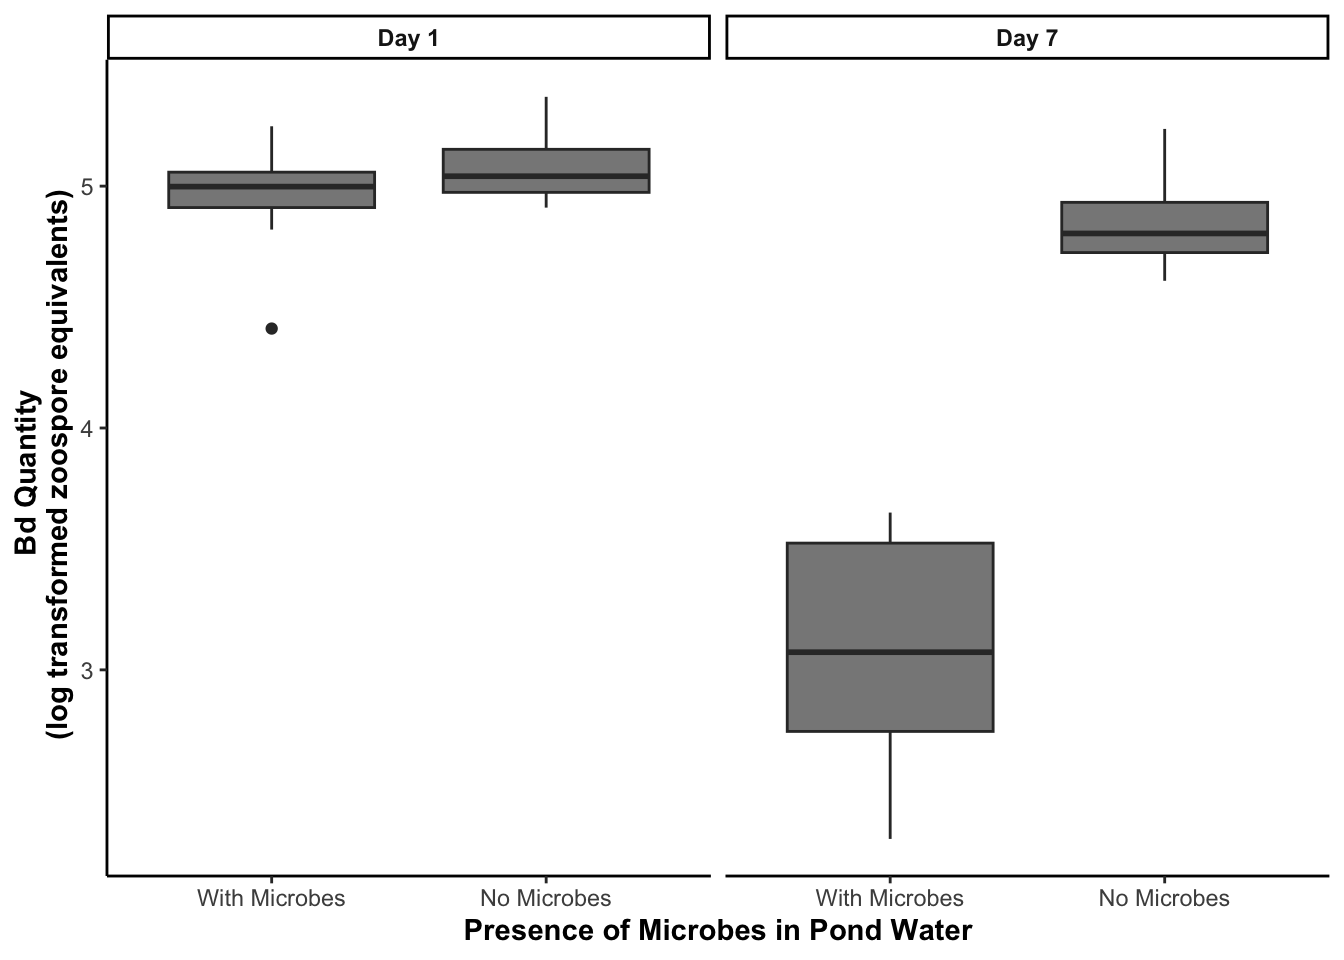 Day 1
Day 7
Bd Quantity
(log transformed zoospore equivalents)
5
4
3
With Microbes
No Microbes
With Microbes
No Microbes
Presence of Microbes in Pond Water